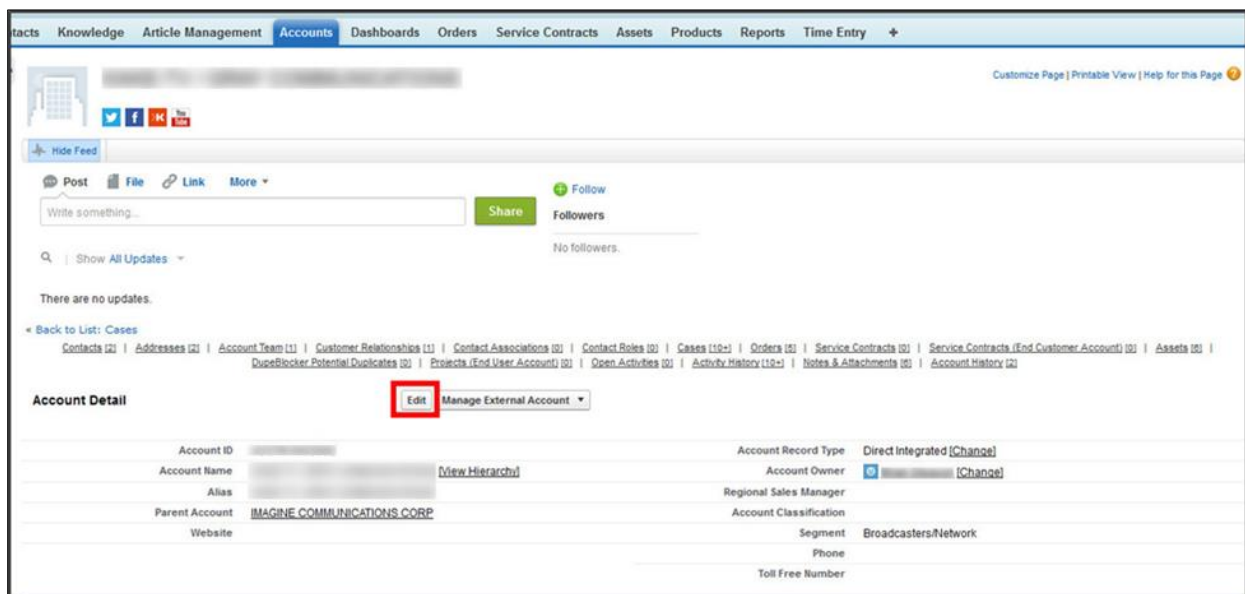 tacts Knowledge Article Management Accounts Dashboards Orders Service Contracts Assets Products Reports Time Entry +
Customize Page | Printable View | Help for this Page ?
You Tube
Hide Feed
Post File Link More
Write something... Share
Follow
Followers
No followers.
Show All Updates
There are no updates.
« Back to List: Cases
Contacts [2] | Addresses [2] | Account Team [1] | Customer Relationships [1] | Contact Associations [0] | Contact Roles [0] | Cases [10+] | Orders [5] | Service Contracts [0] | Service Contracts (End Customer Account) [0] | Assets [6] |
DupeBlocker Potential Duplicates [0] | Projects (End User Account) [0] | Open Activities [0] | Activity History [10+] | Notes & Attachments [6] | Account History [2]
Account Detail Edit Manage External Account
Account ID Account Record Type Direct Integrated [Change]
Account Name [View Hierarchy] Account Owner [Change]
Alias Regional Sales Manager
Parent Account IMAGINE COMMUNICATIONS CORP Account Classification
Website Segment Broadcasters/Network
Phone
Toll Free Number